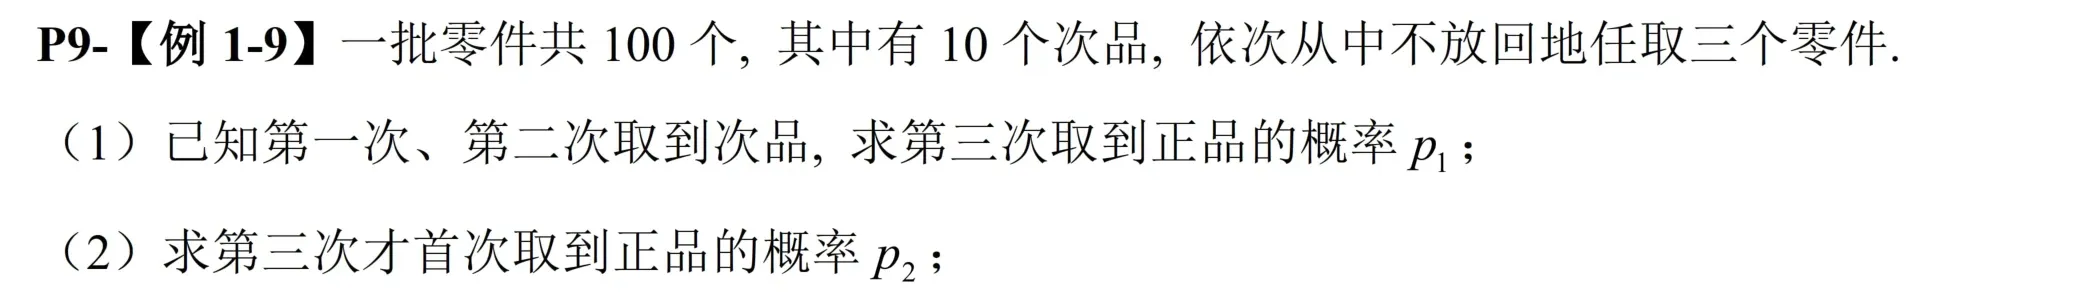 P9-【例 1-9】一批零件共 100 个, 其中有 10 个次品, 依次从中不放回地任取三个零件.
（1）已知第一次、第二次取到次品, 求第三次取到正品的概率 p₁；
（2）求第三次才首次取到正品的概率 p₂；